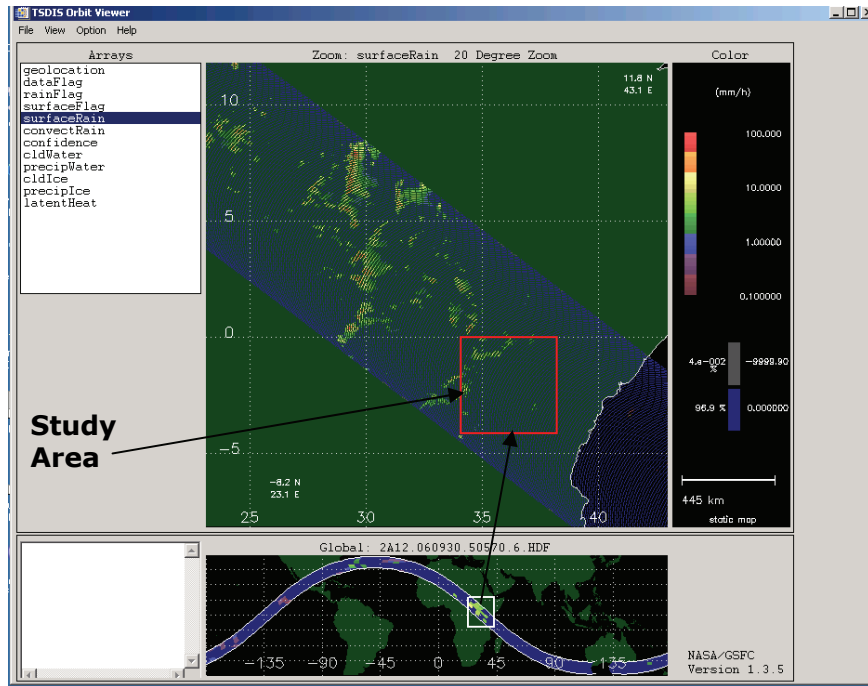 TSDIS Orbit Viewer
File View Option Help
Arrays
geolocation
dataFlag
rainFlag
surfaceFlag
surfaceRain
convectRain
confidence
cldWater
precipWater
cldIce
precipIce
latentHeat
Zoom: surfaceRain 20 Degree Zoom
11.8 N
43.1 E
10
5
0
-5
-8.2 N
23.1 E
25 30 35 40
Study
Area
Color
(mm/h)
100.000
10.0000
1.00000
0.100000
4.e-002 %
-9999.90
96.9 %
0.000000
445 km
static map
Global: 2A12.060930.50570.6.HDF
-135 -90 -45 0 45 90 135
NASA/GSFC
Version 1.3.5